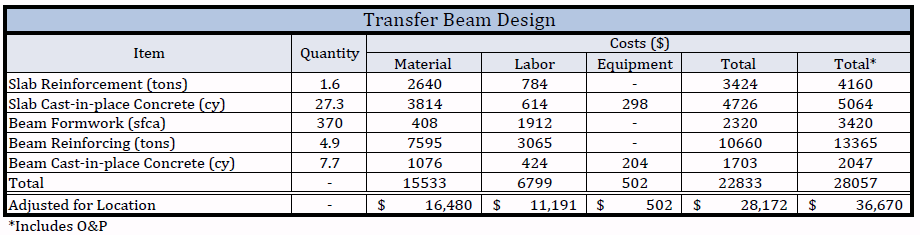 Transfer Beam Design
Item Quantity Costs ($)
Material Labor Equipment Total Total*
Slab Reinforcement (tons) 1.6 2640 784 - 3424 4160
Slab Cast-in-place Concrete (cy) 27.3 3814 614 298 4726 5064
Beam Formwork (sfca) 370 408 1912 - 2320 3420
Beam Reinforcing (tons) 4.9 7595 3065 - 10660 13365
Beam Cast-in-place Concrete (cy) 7.7 1076 424 204 1703 2047
Total - 15533 6799 502 22833 28057
Adjusted for Location - $ 16,480 $ 11,191 $ 502 $ 28,172 $ 36,670
*Includes O&P